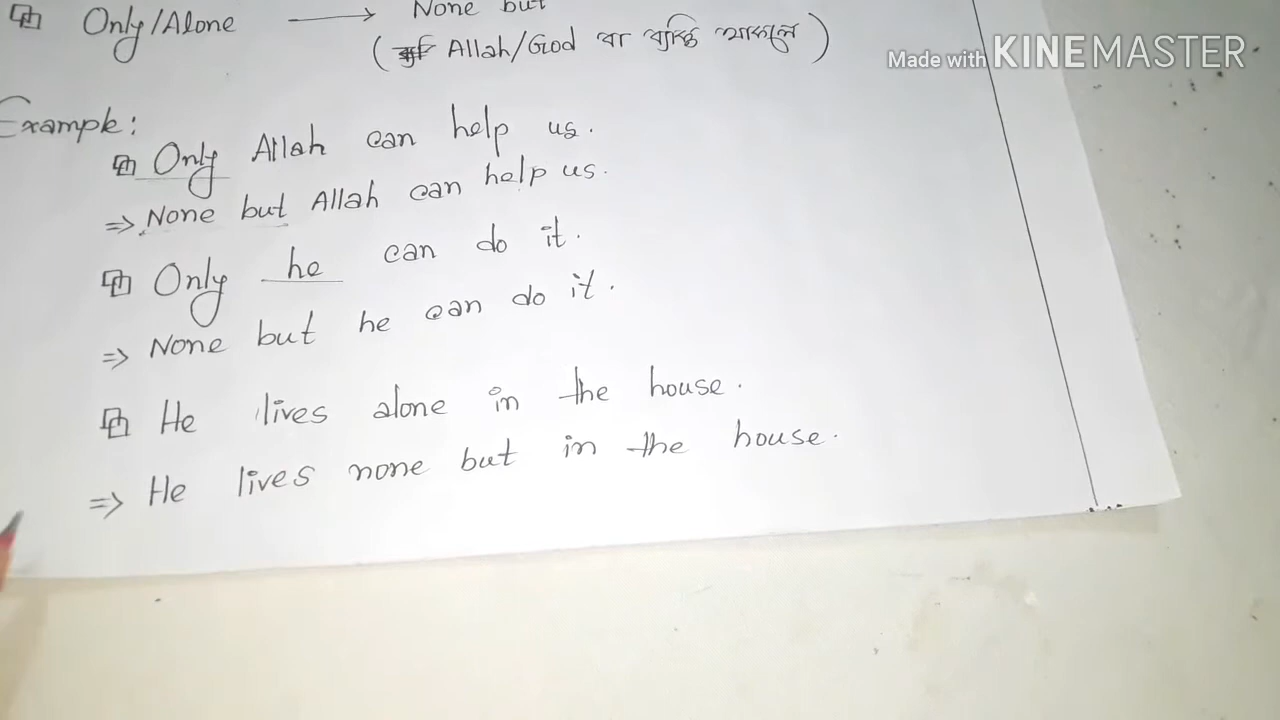 Only/Alone ⟶ None but
(Allah/God বা ব্যক্তি থাকলে)
Made with KINEMASTER
Example:
Only Allah can help us.
⇒ None but Allah can help us.
Only he can do it.
⇒ None but he can do it.
He lives alone in the house.
⇒ He lives none but in the house.